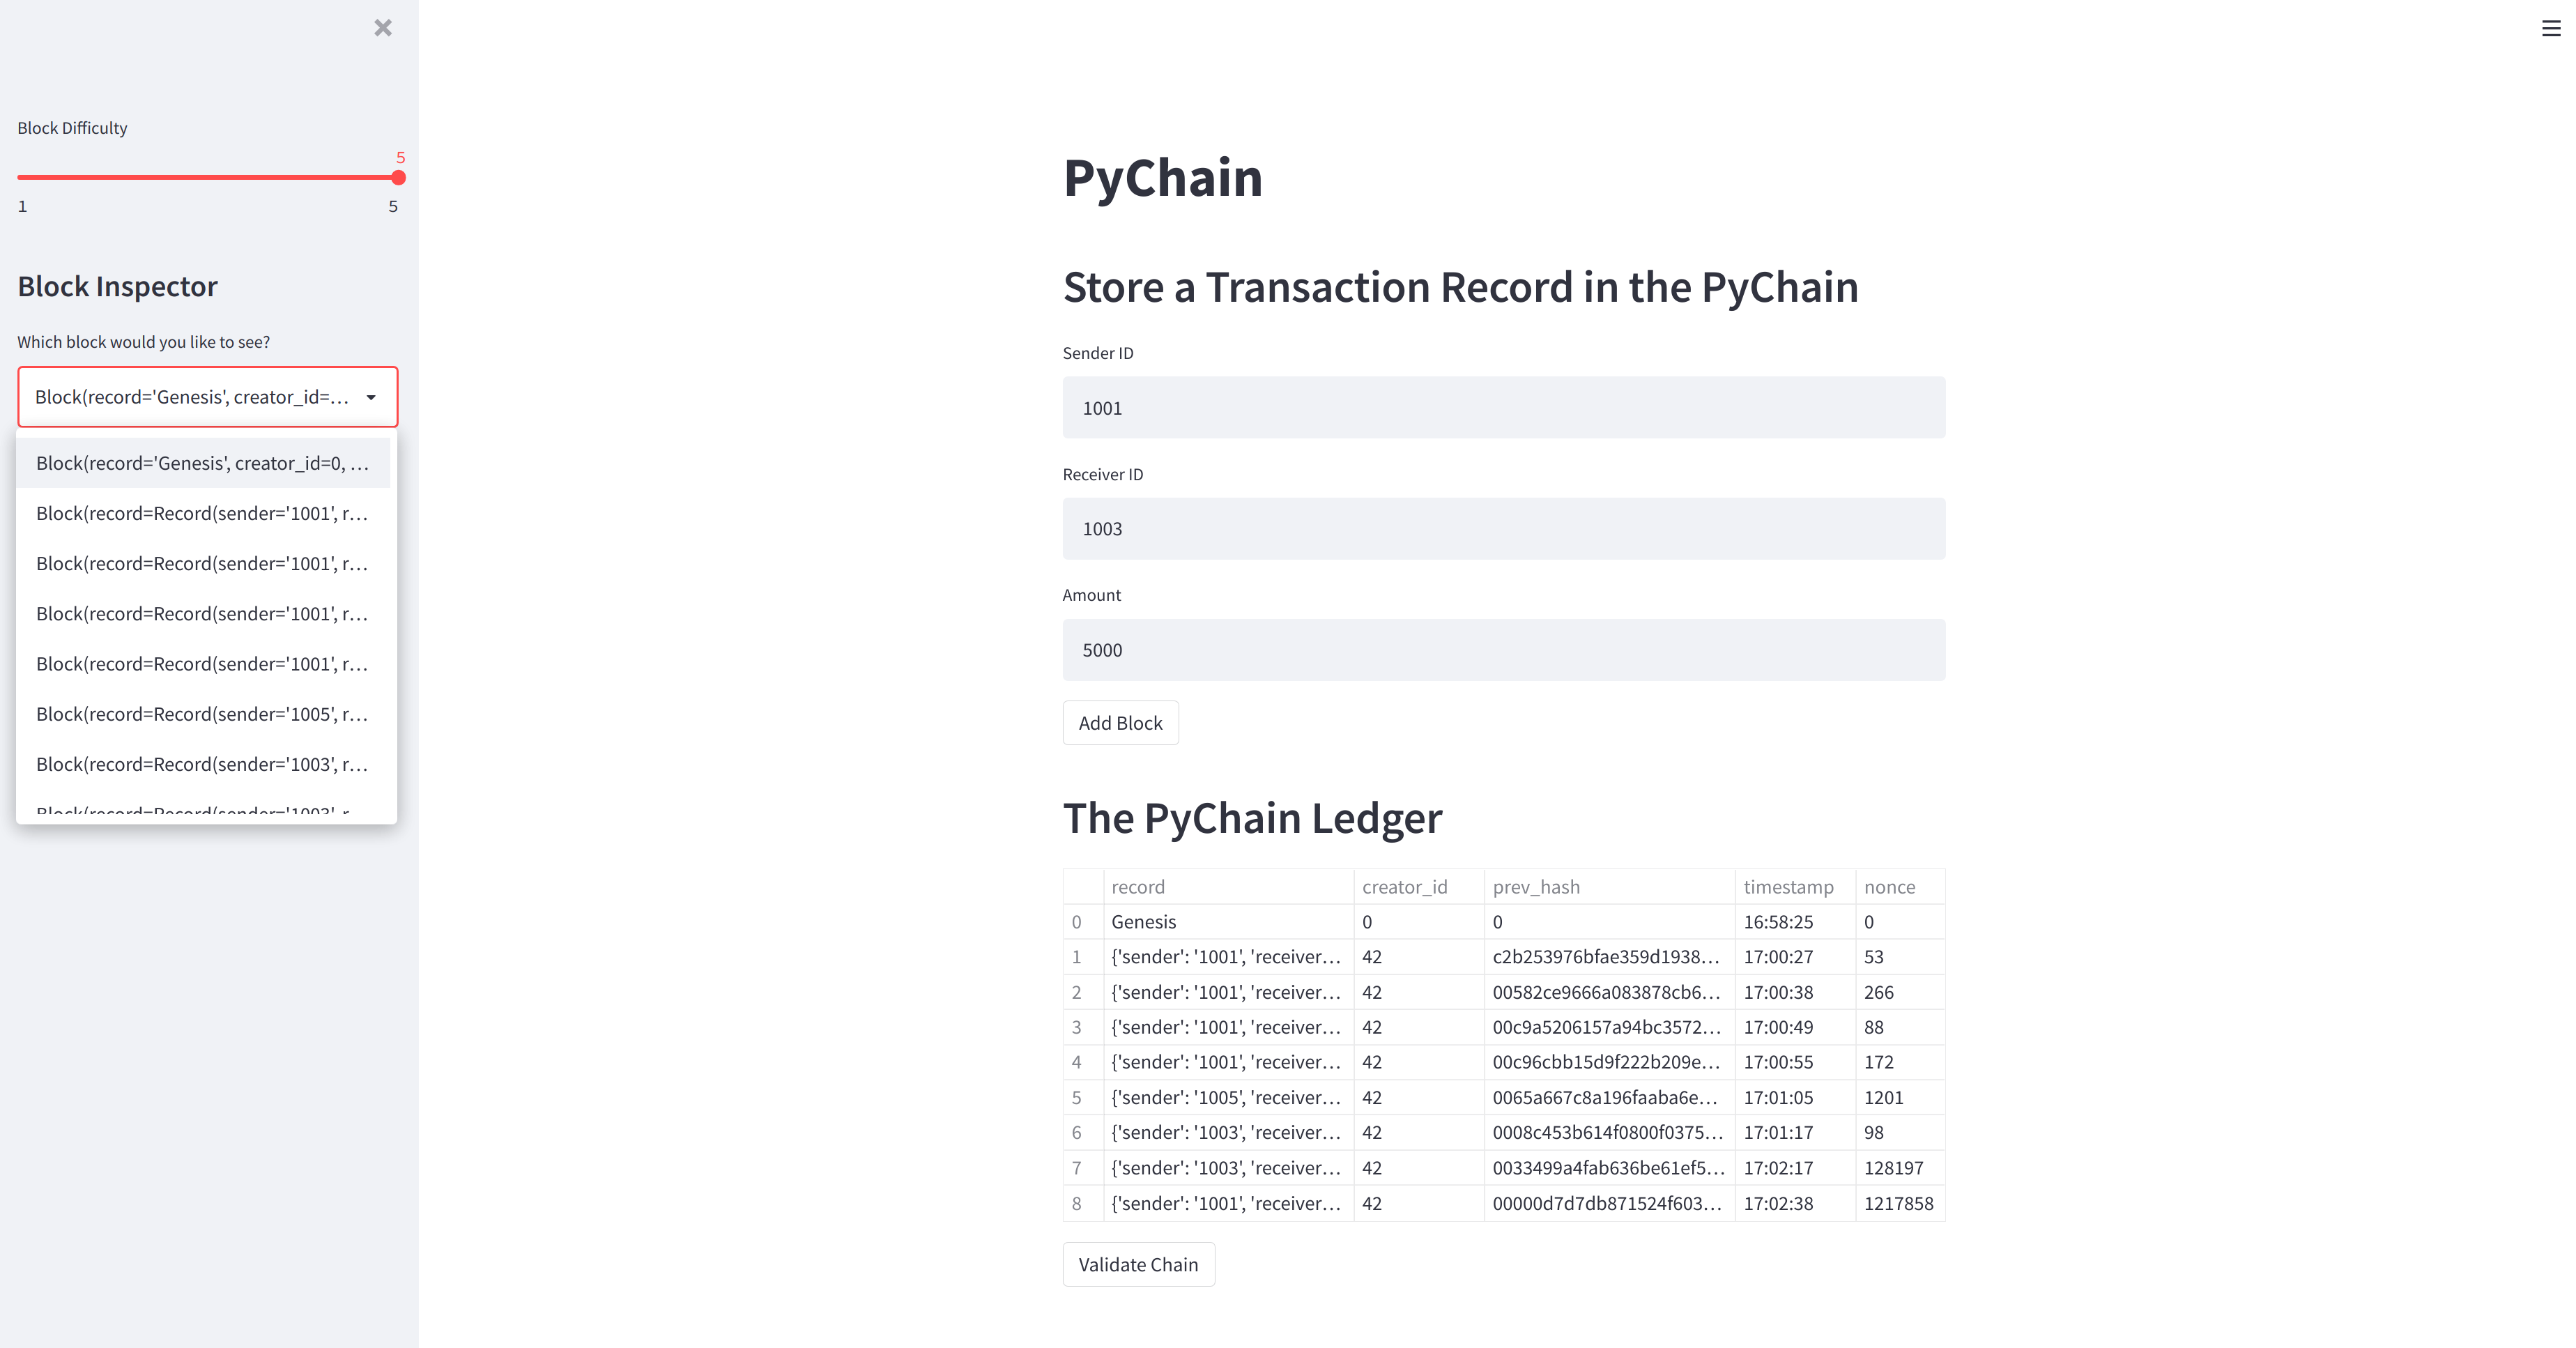 Block Difficulty
5
1 5
Block Inspector
Which block would you like to see?
Block(record='Genesis', creator_id=...
Block(record='Genesis', creator_id=0, ...
Block(record=Record(sender='1001', r...
Block(record=Record(sender='1001', r...
Block(record=Record(sender='1001', r...
Block(record=Record(sender='1001', r...
Block(record=Record(sender='1005', r...
Block(record=Record(sender='1003', r...
Block(record=Record(sender='1003', r
PyChain
Store a Transaction Record in the PyChain
Sender ID
1001
Receiver ID
1003
Amount
5000
Add Block
The PyChain Ledger
record creator_id prev_hash timestamp nonce
0 Genesis 0 0 16:58:25 0
1 {'sender': '1001', 'receiver... 42 c2b253976bfae359d1938... 17:00:27 53
2 {'sender': '1001', 'receiver... 42 00582ce9666a083878cb6... 17:00:38 266
3 {'sender': '1001', 'receiver... 42 00c9a5206157a94bc3572... 17:00:49 88
4 {'sender': '1001', 'receiver... 42 00c96cbb15d9f222b209e... 17:00:55 172
5 {'sender': '1005', 'receiver... 42 0065a667c8a196faaba6e... 17:01:05 1201
6 {'sender': '1003', 'receiver... 42 0008c453b614f0800f0375... 17:01:17 98
7 {'sender': '1003', 'receiver... 42 0033499a4fab636be61ef5... 17:02:17 128197
8 {'sender': '1001', 'receiver... 42 00000d7d7db871524f603... 17:02:38 1217858
Validate Chain